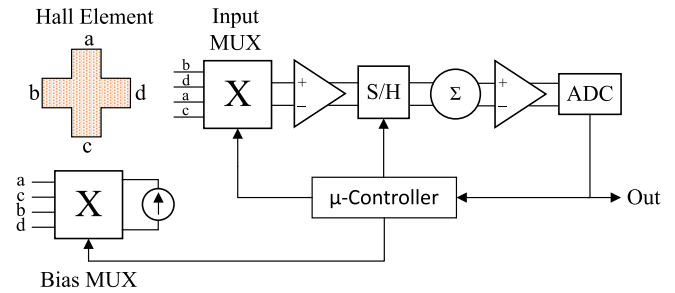 Hall Element
a
b
d
c
Input
MUX
b
d
a
c
X
+
−
S/H
Σ
+
−
ADC
μ-Controller
Out
a
c
b
d
X
Bias MUX